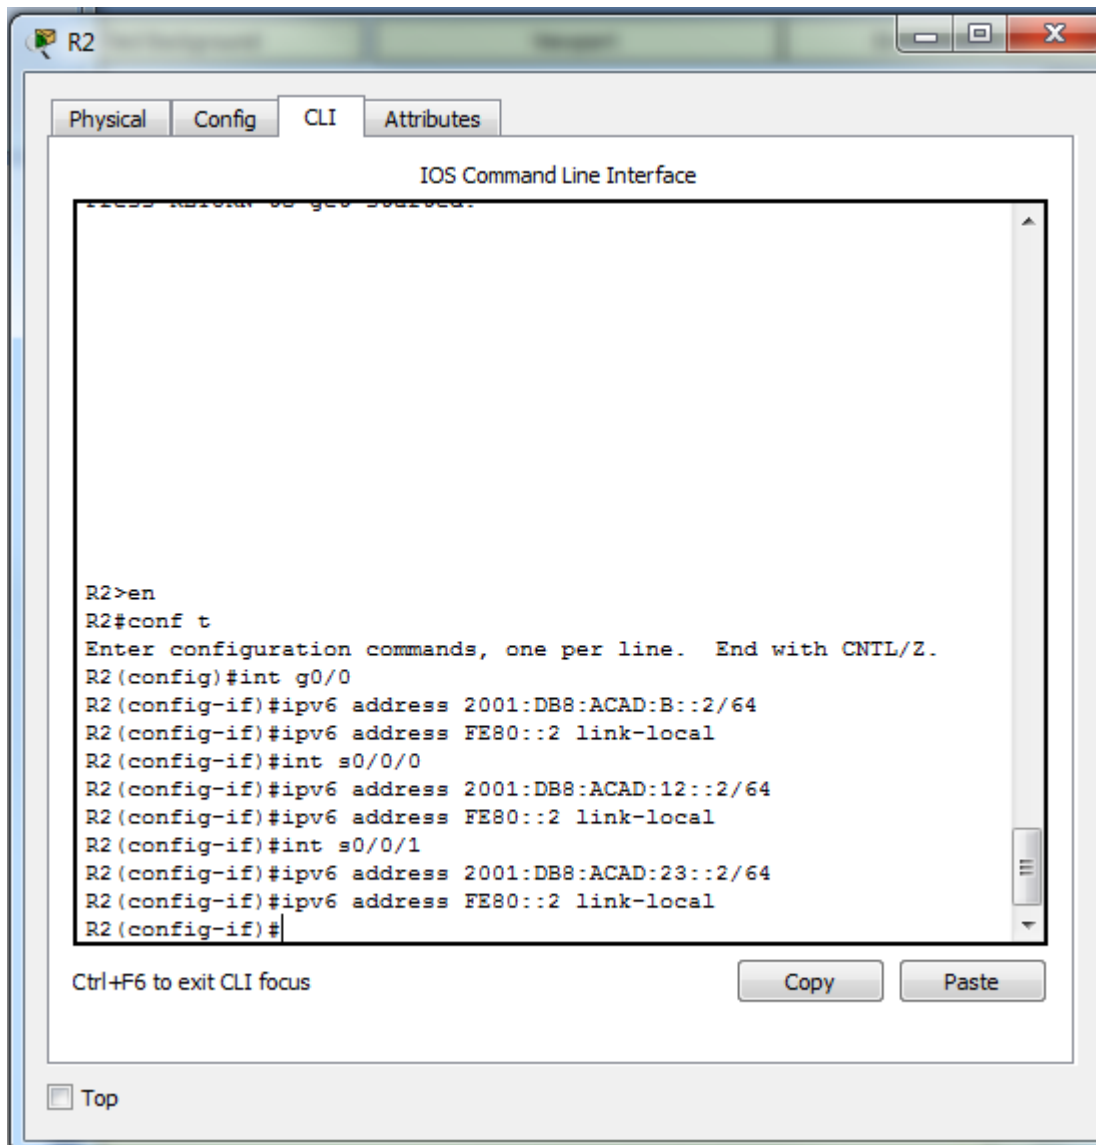 R2
Physical
Config
CLI
Attributes
IOS Command Line Interface
Press RETURN to get started.
R2>en
R2#conf t
Enter configuration commands, one per line.  End with CNTL/Z.
R2(config)#int g0/0
R2(config-if)#ipv6 address 2001:DB8:ACAD:B::2/64
R2(config-if)#ipv6 address FE80::2 link-local
R2(config-if)#int s0/0/0
R2(config-if)#ipv6 address 2001:DB8:ACAD:12::2/64
R2(config-if)#ipv6 address FE80::2 link-local
R2(config-if)#int s0/0/1
R2(config-if)#ipv6 address 2001:DB8:ACAD:23::2/64
R2(config-if)#ipv6 address FE80::2 link-local
R2(config-if)#
Ctrl+F6 to exit CLI focus
Copy
Paste
Top